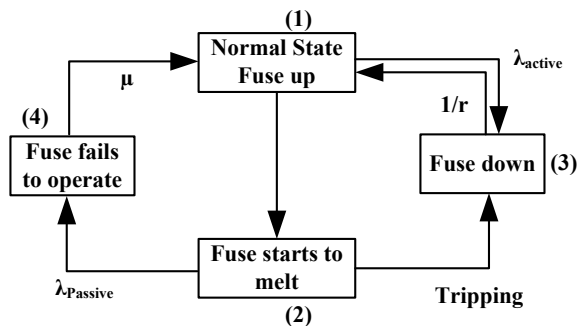 (1)
Normal State
Fuse up
λactive
μ
1/r
(4)
Fuse fails
to operate
Fuse down
(3)
Fuse starts to
melt
λPassive
Tripping
(2)